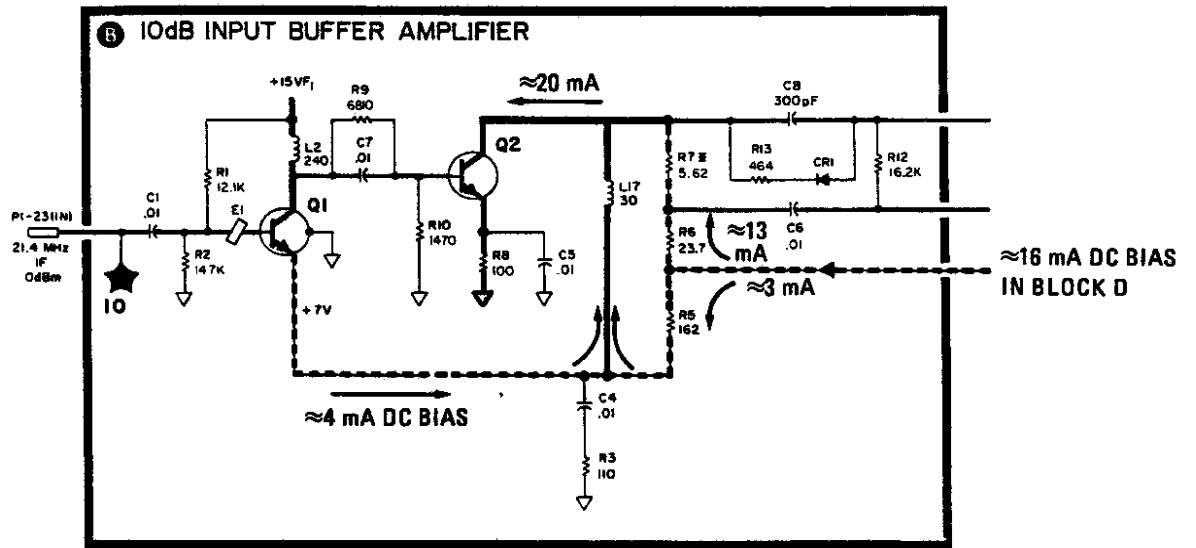 B 10dB INPUT BUFFER AMPLIFIER
≈20 mA
C8
300pF
+15VF1
R9
6810
L2
240
C7
.01
Q2
R1
12.1K
R7
5.62
R13
464
CR1
R12
16.2K
L17
30
P1-23(IN)
21.4 MHz
IF
0dBm
C1
.01
E1
Q1
R2
14.7K
R10
1470
R8
100
C5
.01
R6
23.7
≈13
mA
C6
.01
≈16 mA DC BIAS
IN BLOCK D
≈3 mA
10
+7V
R5
162
≈4 mA DC BIAS
C4
.01
R3
110